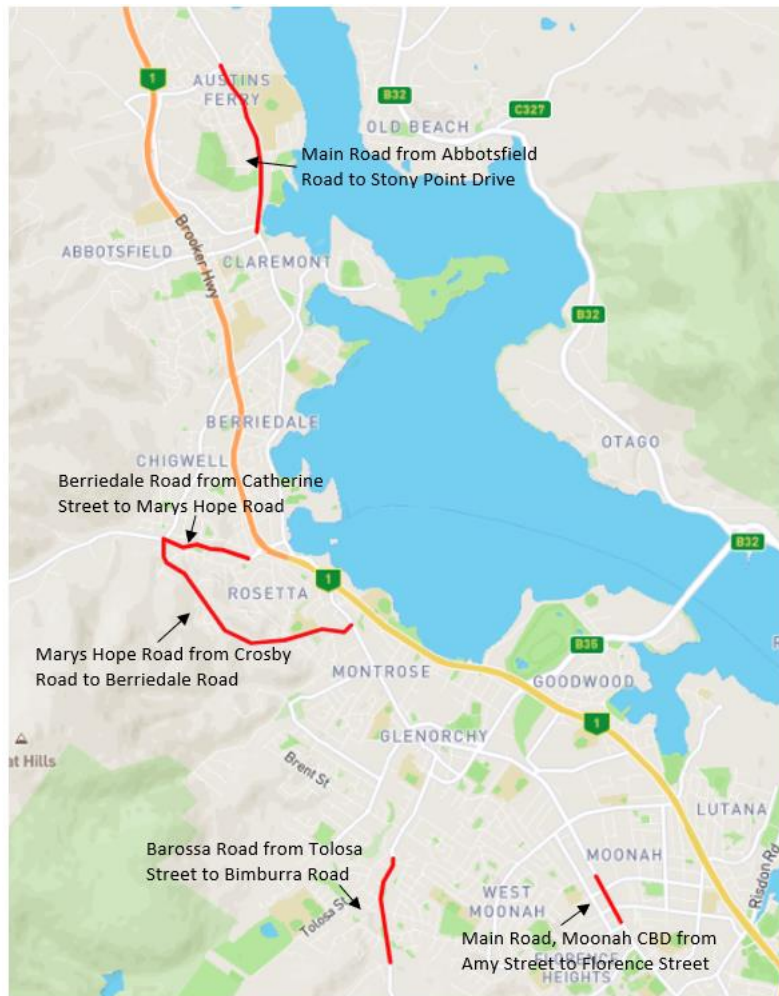 1
AUSTINS
FERRY
B32
C327
OLD BEACH
Main Road from Abbotsfield
Road to Stony Point Drive
ABBOTSFIELD
Brooker Hwy
CLAREMONT
B32
BERRIEDALE
OTAGO
CHIGWELL
Berriedale Road from Catherine
Street to Marys Hope Road
B32
1
ROSETTA
Marys Hope Road from Crosby
Road to Berriedale Road
B35
MONTROSE
GOODWOOD
1
GLENORCHY
at Hills
Brent St
LUTANA
Barossa Road from Tolosa
Street to Bimburra Road
MOONAH
Risdon Rd
WEST
MOONAH
Tolosa St
Main Road, Moonah CBD from
Amy Street to Florence Street
FLORENCE
HEIGHTS